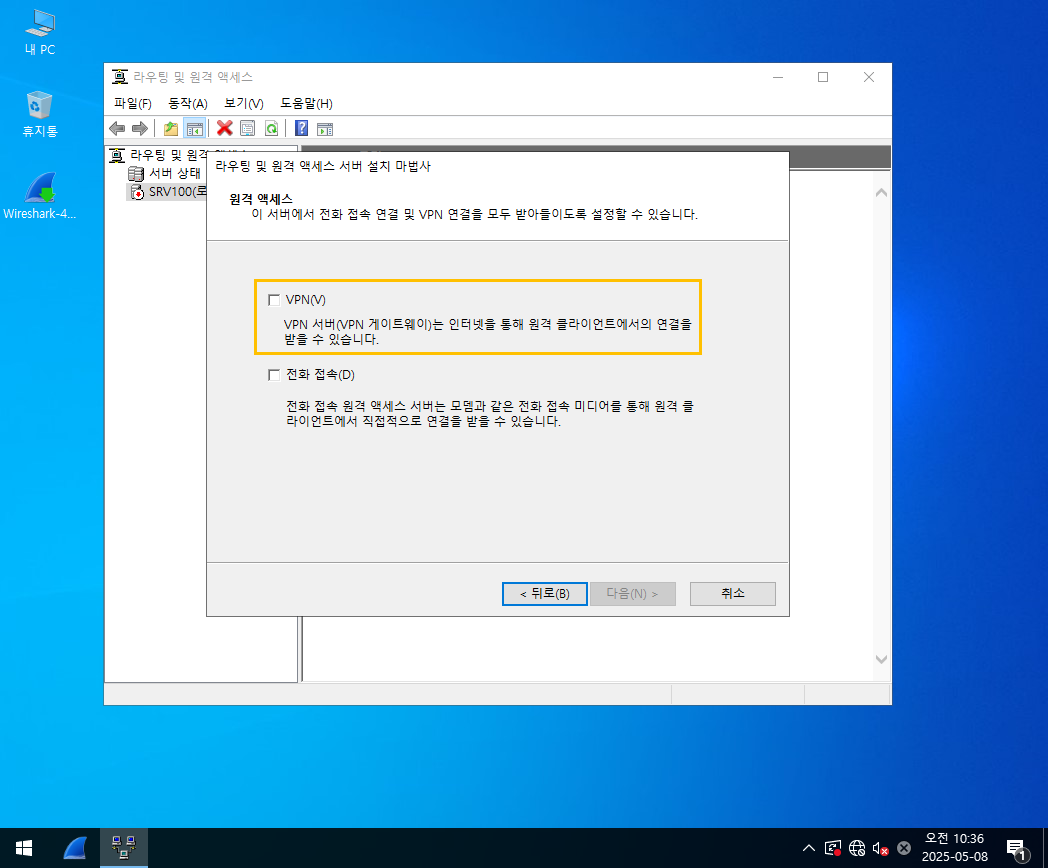 내 PC
휴지통
Wireshark-4...
라우팅 및 원격 액세스
파일(F) 동작(A) 보기(V) 도움말(H)
라우팅 및 원격
서버 상태
SRV100(로
라우팅 및 원격 액세스 서버 설치 마법사
원격 액세스
이 서버에서 전화 접속 연결 및 VPN 연결을 모두 받아들이도록 설정할 수 있습니다.
VPN(V)
VPN 서버(VPN 게이트웨이)는 인터넷을 통해 원격 클라이언트에서의 연결을
받을 수 있습니다.
전화 접속(D)
전화 접속 원격 액세스 서버는 모뎀과 같은 전화 접속 미디어를 통해 원격 클
라이언트에서 직접적으로 연결을 받을 수 있습니다.
< 뒤로(B) 다음(N) > 취소
오전 10:36
2025-05-08
1